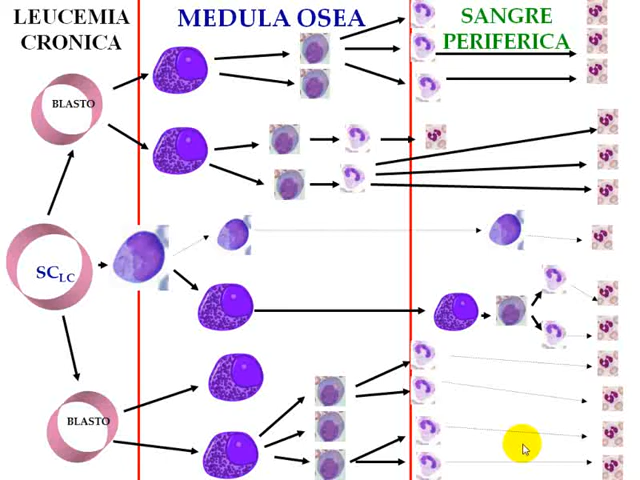 LEUCEMIA
CRONICA
MEDULA OSEA
SANGRE
PERIFERICA
BLASTO
SCLC
BLASTO